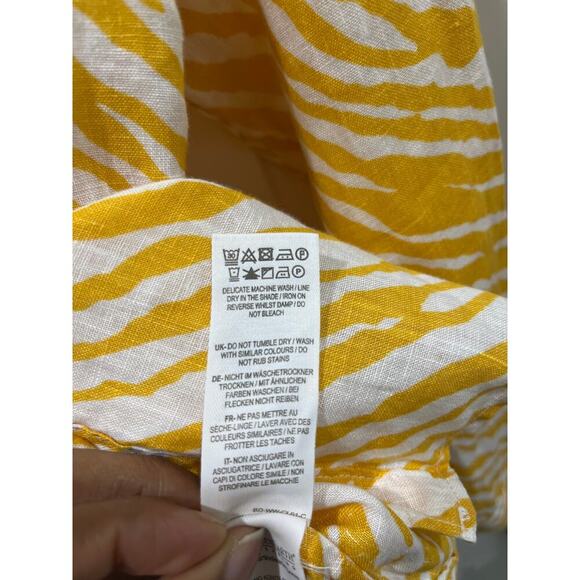 DELICATE MACHINE WASH / LINE
DRY IN THE SHADE / IRON ON
REVERSE WHILST DAMP / DO
NOT BLEACH
UK- DO NOT TUMBLE DRY / WASH
WITH SIMILAR COLOURS / DO
NOT RUB STAINS
DE- NICHT IM WÄSCHETROCKNER
TROCKNEN / MIT ÄHNLICHEN
FARBEN WASCHEN / BEI
FLECKEN NICHT REIBEN
FR- NE PAS METTRE AU
SÈCHE-LINGE / LAVER AVEC DES
COULEURS SIMILAIRES / NE PAS
FROTTER LES TACHES
IT- NON ASCIUGARE IN
ASCIUGATRICE / LAVARE CON
CAPI DI COLORE SIMILE / NON
STROFINARE LE MACCHIE